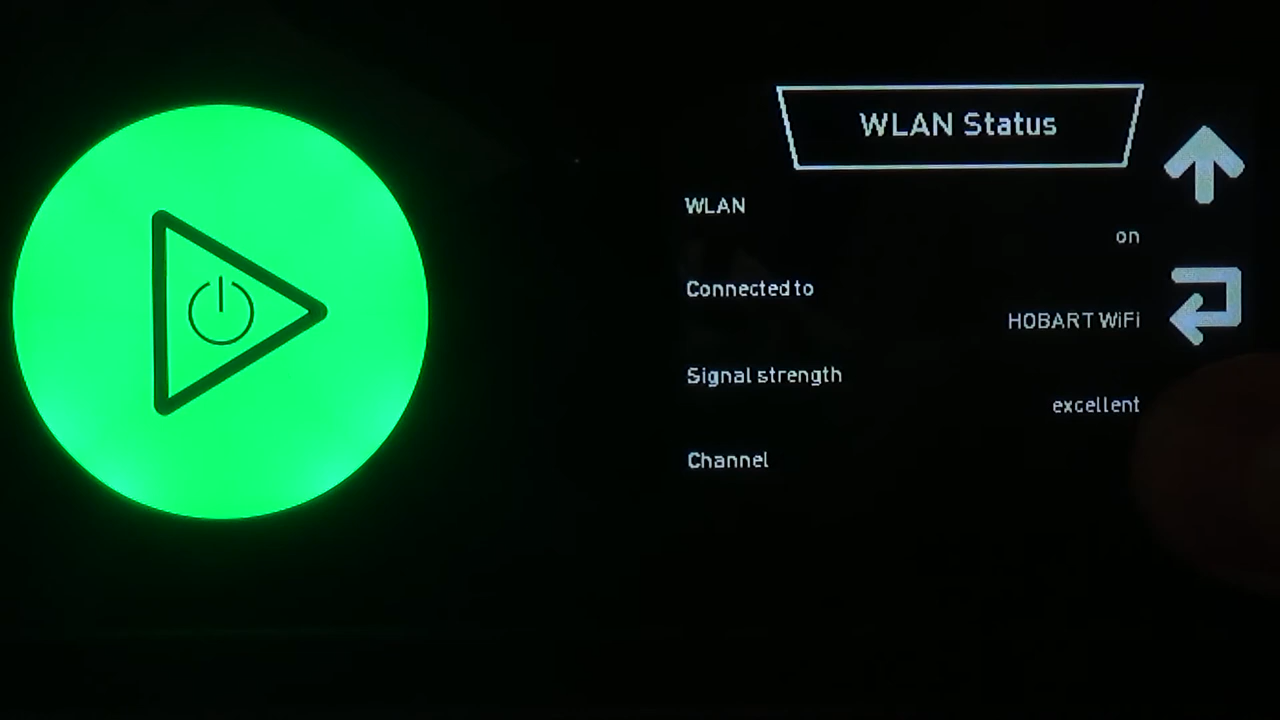 WLAN Status
WLAN
on
Connected to
HOBART WiFi
Signal strength
excellent
Channel